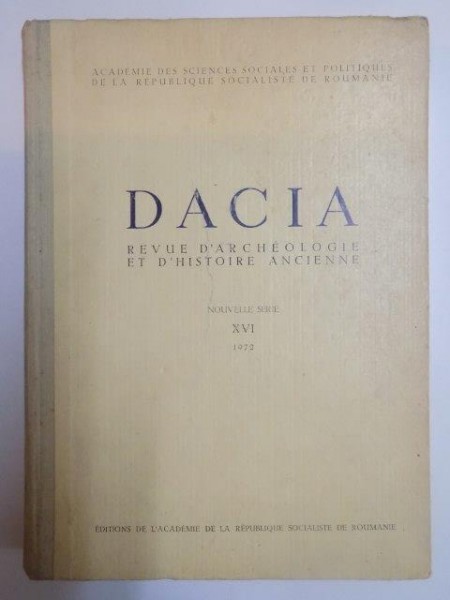 ACADÉMIE DES SCIENCES SOCIALES ET POLITIQUES
DE LA RÉPUBLIQUE SOCIALISTE DE ROUMANIE
DACIA
REVUE D'ARCHÉOLOGIE
ET D'HISTOIRE ANCIENNE
NOUVELLE SÉRIE
XVI
1972
ÉDITIONS DE L'ACADÉMIE DE LA RÉPUBLIQUE SOCIALISTE DE ROUMANIE